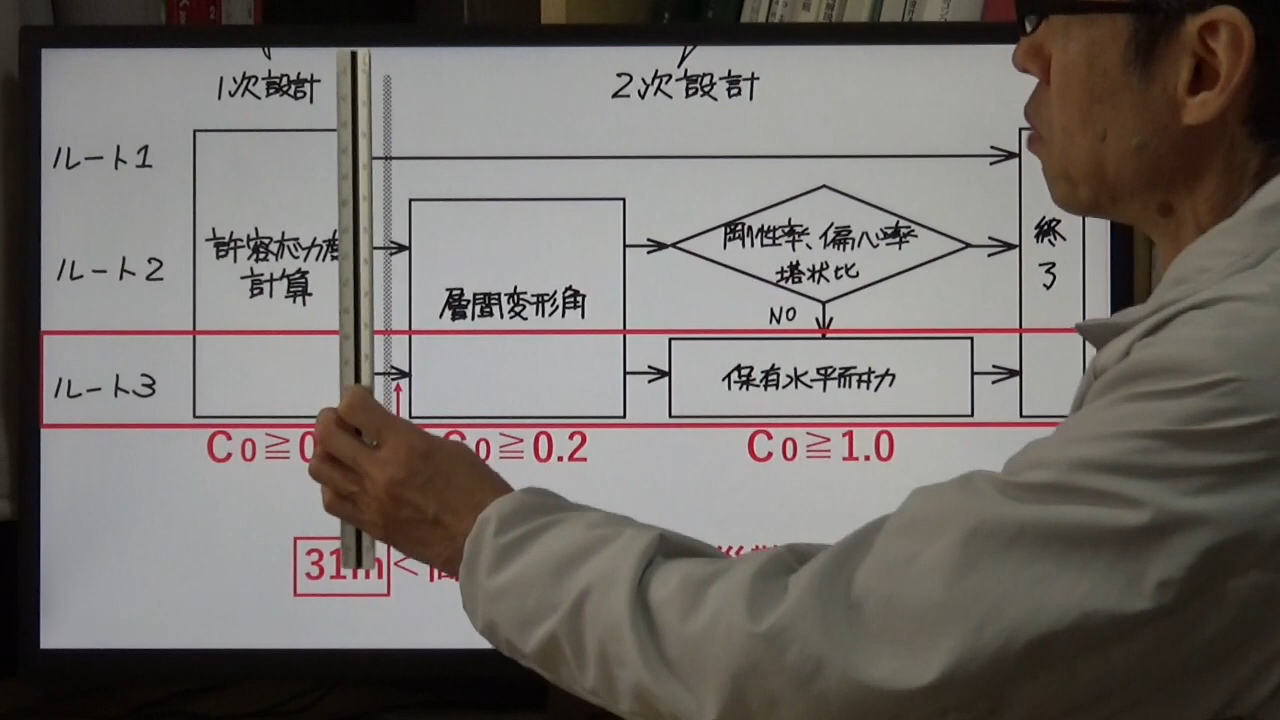 1次設計
2次設計
ルート1
ルート2
ルート3
許容応力度
計算
層間変形角
剛性率、偏心率
塔状比
NO
保有水平耐力
終了
C0≧0
C0≧0.2
C0≧1.0
31m<